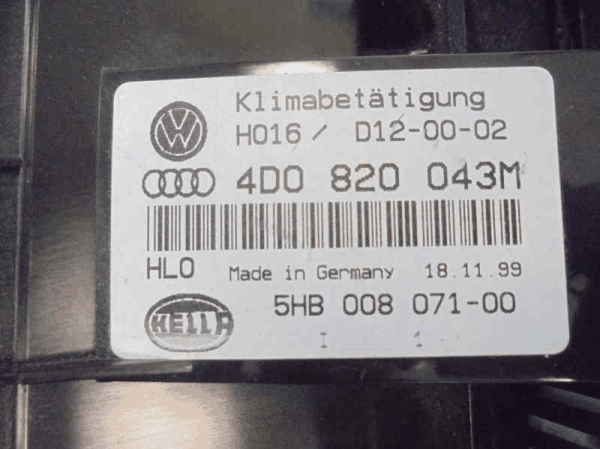 Klimabetätigung
H016/ D12-00-02
4D0 820 043M
HLO Made in Germany 18.11.99
HELLA 5HB 008 071-00
I 1